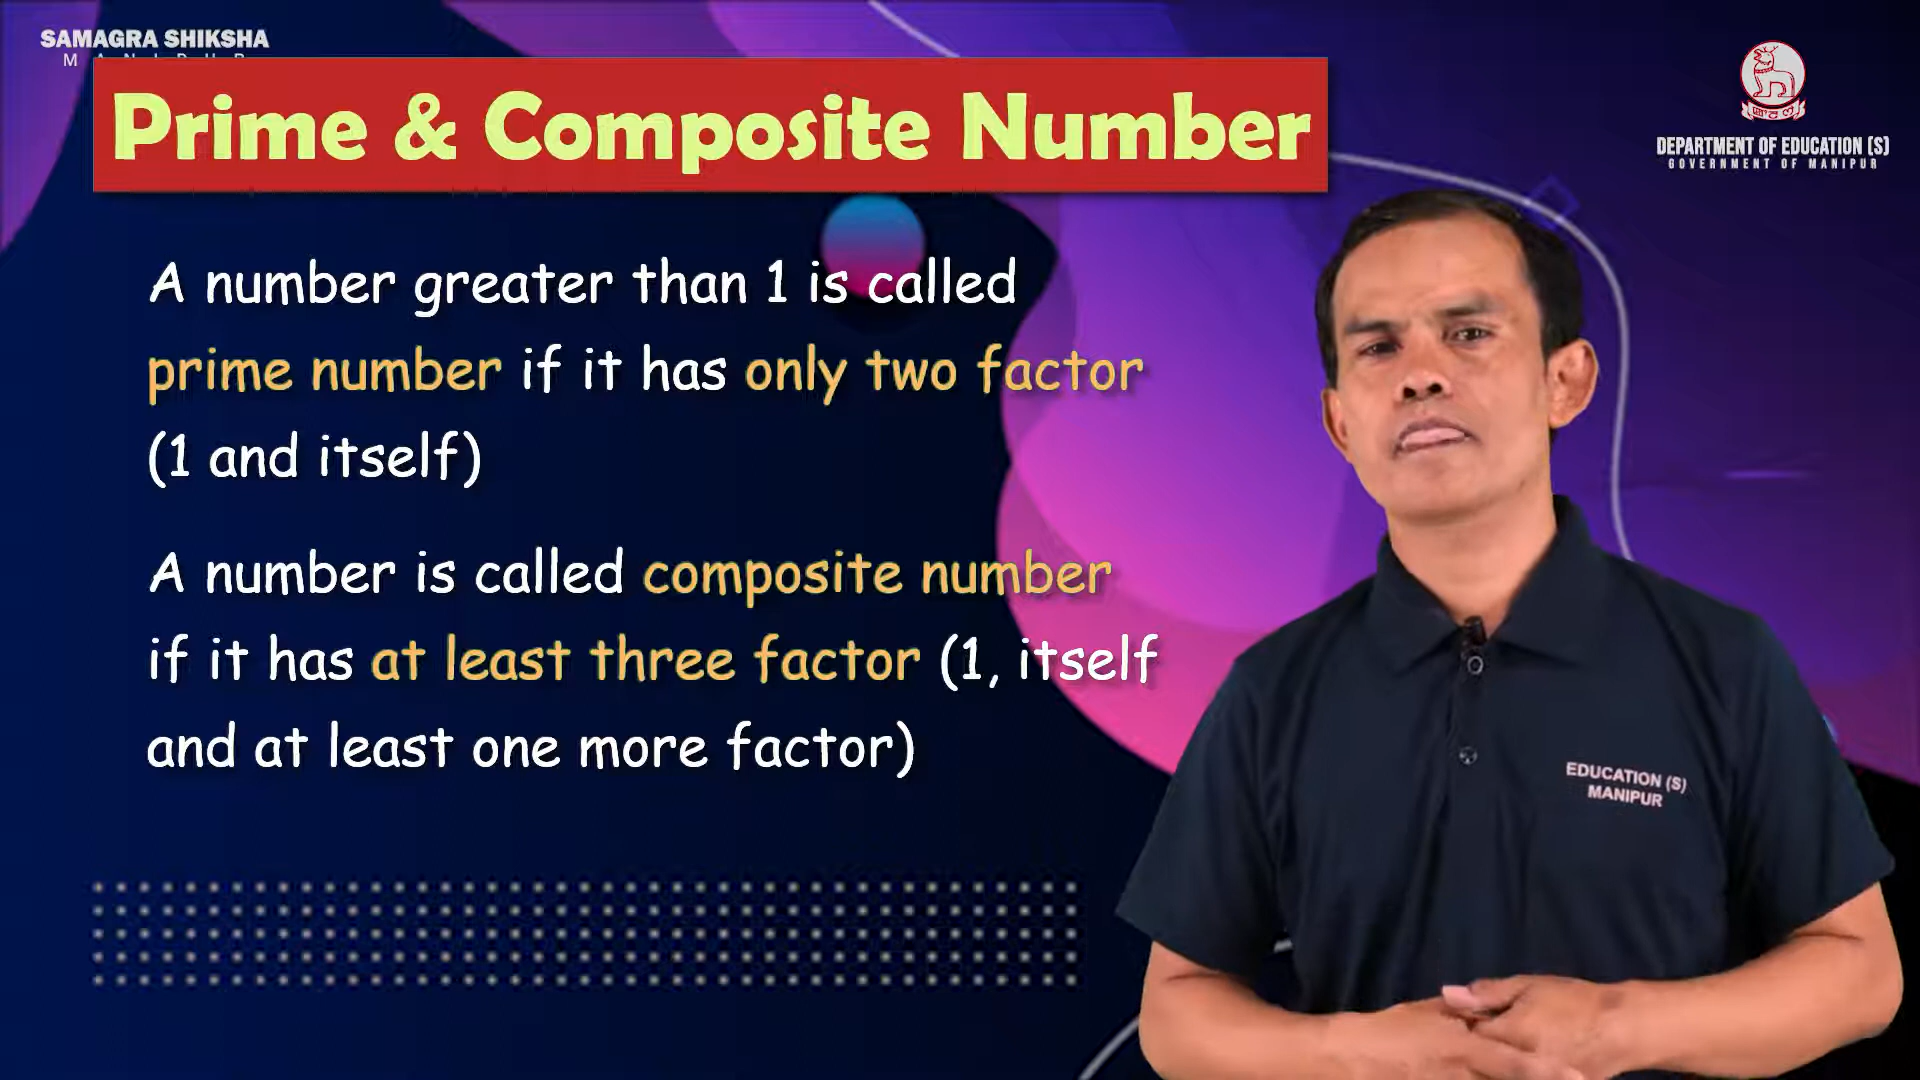 SAMAGRA SHIKSHA
MANIPUR
Prime & Composite Number
DEPARTMENT OF EDUCATION (S)
GOVERNMENT OF MANIPUR
A number greater than 1 is called
prime number if it has only two factor
(1 and itself)
A number is called composite number
if it has at least three factor (1, itself
and at least one more factor)
EDUCATION (S)
MANIPUR